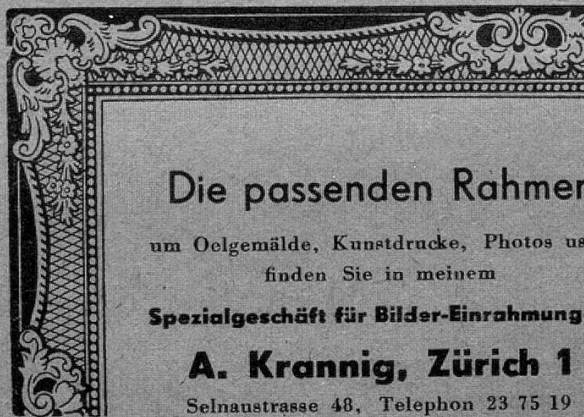 Die passenden Rahmen
um Oelgemälde, Kunstdrucke, Photos us
finden Sie in meinem
Spezialgeschäft für Bilder-Einrahmung
A. Krannig, Zürich 1
Selnaustrasse 48, Telephon 23 75 19